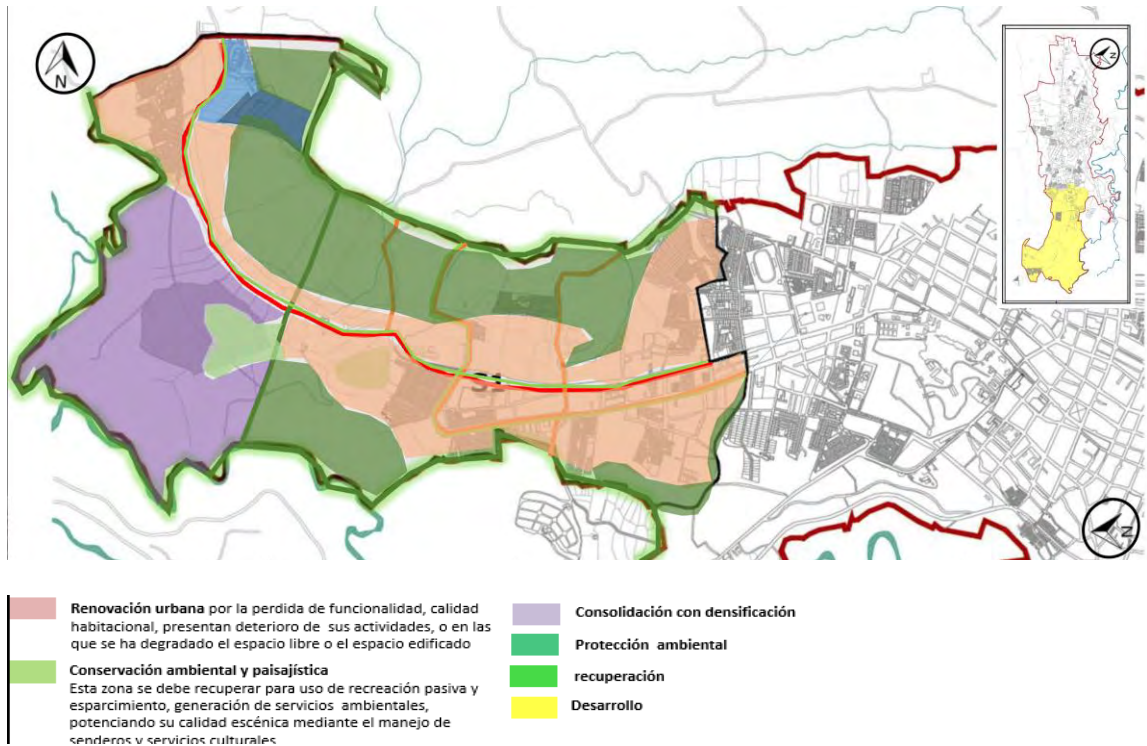 N
N
Z
Renovación urbana por la perdida de funcionalidad, calidad
habitacional, presentan deterioro de sus actividades, o en las
que se ha degradado el espacio libre o el espacio edificado
Conservación ambiental y paisajística
Esta zona se debe recuperar para uso de recreación pasiva y
esparcimiento, generación de servicios ambientales,
potenciando su calidad escénica mediante el manejo de
senderos y servicios culturales
Consolidación con densificación
Protección ambiental
recuperación
Desarrollo